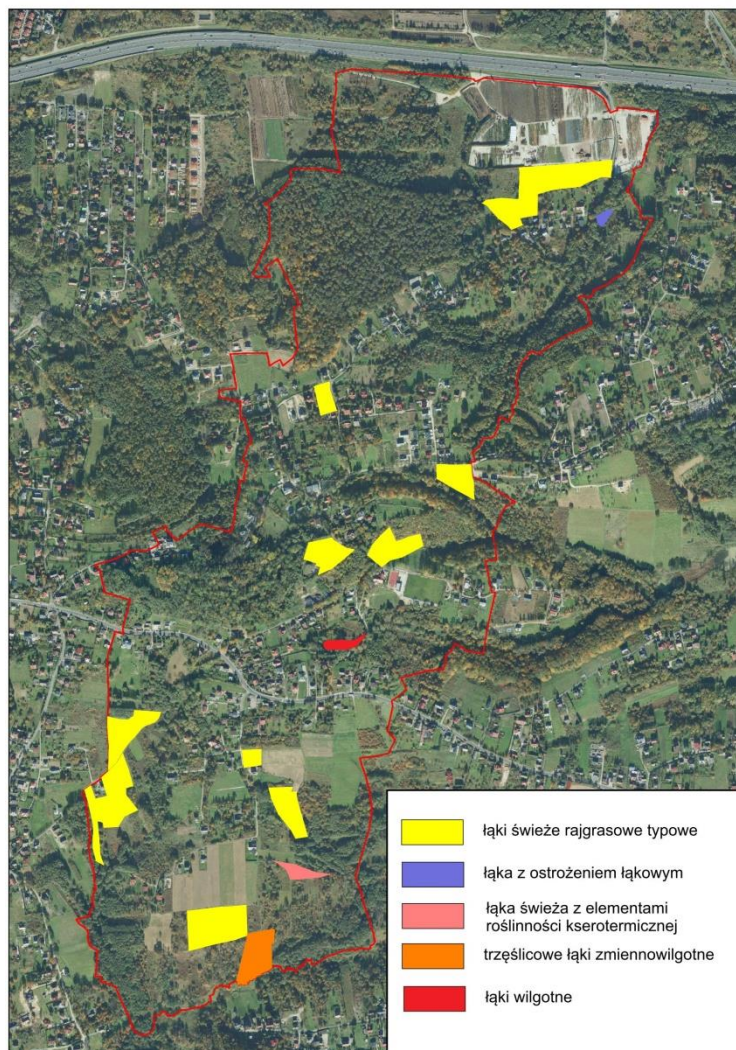 łąki świeże rajgrasowe typowe
łąka z ostrożeniem łąkowym
łąka świeża z elementami
roślinności kserotermicznej
trzęślicowe łąki zmiennowilgotne
łąki wilgotne